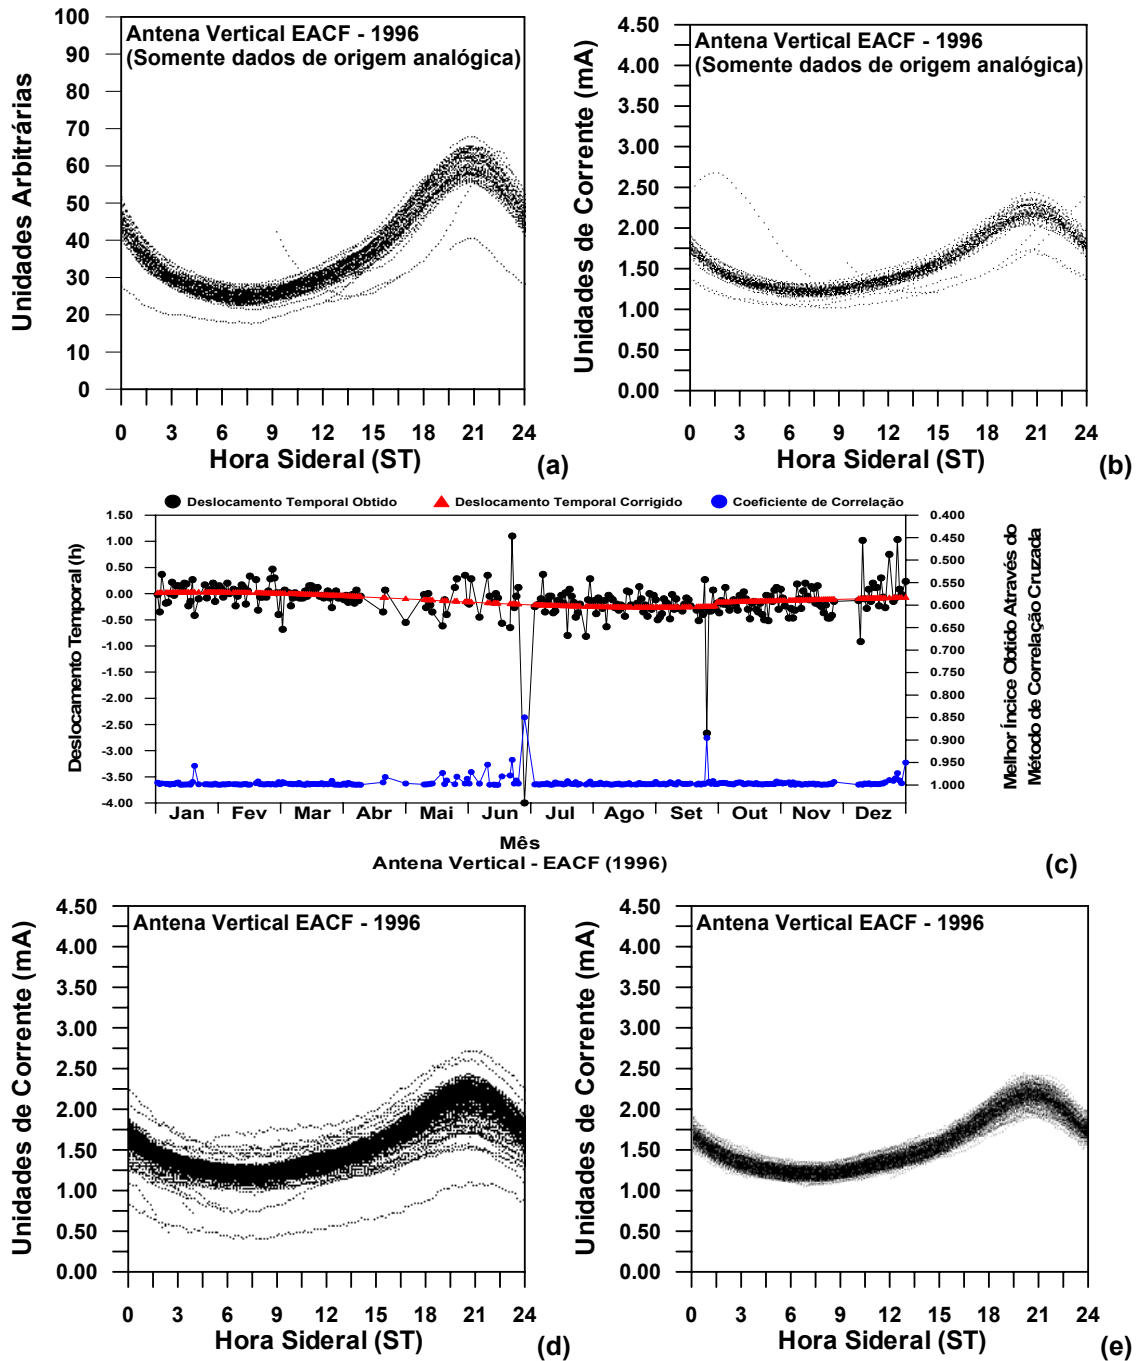 Antena Vertical EACF - 1996
(Somente dados de origem analógica)
Unidades Arbitrárias
100
90
80
70
60
50
40
30
20
10
0
0 3 6 9 12 15 18 21 24
Hora Sideral (ST)
(a)
Antena Vertical EACF - 1996
(Somente dados de origem analógica)
Unidades de Corrente (mA)
4.50
4.00
3.50
3.00
2.50
2.00
1.50
1.00
0.50
0.00
0 3 6 9 12 15 18 21 24
Hora Sideral (ST)
(b)
Deslocamento Temporal Obtido Deslocamento Temporal Corrigido Coeficiente de Correlação
Deslocamento Temporal (h)
1.50
1.00
0.50
0.00
-0.50
-1.00
-1.50
-2.00
-2.50
-3.00
-3.50
-4.00
0.400
0.450
0.500
0.550
0.600
0.650
0.700
0.750
0.800
0.850
0.900
0.950
1.000
Melhor Íncice Obtido Através do
Método de Correlação Cruzada
Jan Fev Mar Abr Mai Jun Jul Ago Set Out Nov Dez
Mês
Antena Vertical - EACF (1996)
(c)
Antena Vertical EACF - 1996
Unidades de Corrente (mA)
4.50
4.00
3.50
3.00
2.50
2.00
1.50
1.00
0.50
0.00
0 3 6 9 12 15 18 21 24
Hora Sideral (ST)
(d)
Antena Vertical EACF - 1996
Unidades de Corrente (mA)
4.50
4.00
3.50
3.00
2.50
2.00
1.50
1.00
0.50
0.00
0 3 6 9 12 15 18 21 24
Hora Sideral (ST)
(e)